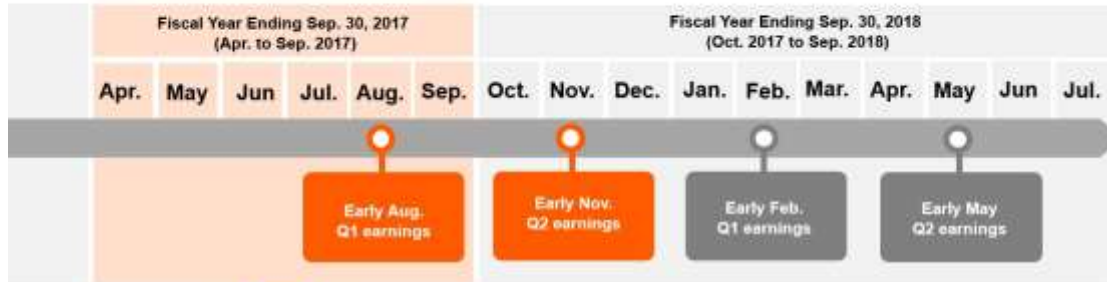 Fiscal Year Ending Sep. 30, 2017
(Apr. to Sep. 2017)
Fiscal Year Ending Sep. 30, 2018
(Oct. 2017 to Sep. 2018)
Apr. May Jun Jul. Aug. Sep. Oct. Nov. Dec. Jan. Feb. Mar. Apr. May Jun Jul.
Early Aug.
Q1 earnings
Early Nov.
Q2 earnings
Early Feb.
Q1 earnings
Early May
Q2 earnings